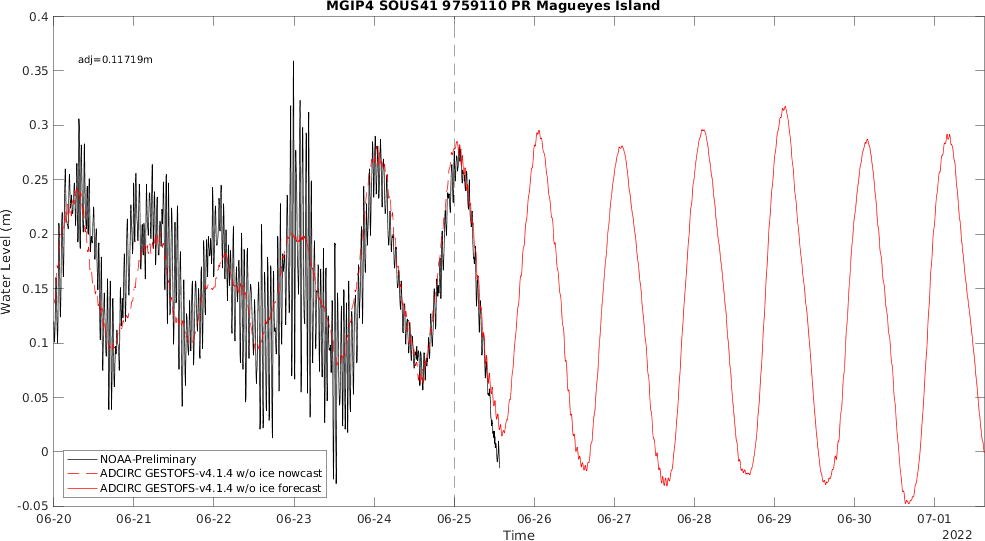 MGIP4 SOUS41 9759110 PR Magueyes Island
adj=0.11719m
Water Level (m)
0.4
0.35
0.3
0.25
0.2
0.15
0.1
0.05
0
-0.05
NOAA-Preliminary
ADCIRC GESTOFS-v4.1.4 w/o ice nowcast
ADCIRC GESTOFS-v4.1.4 w/o ice forecast
06-20 06-21 06-22 06-23 06-24 06-25 06-26 06-27 06-28 06-29 06-30 07-01
Time
2022